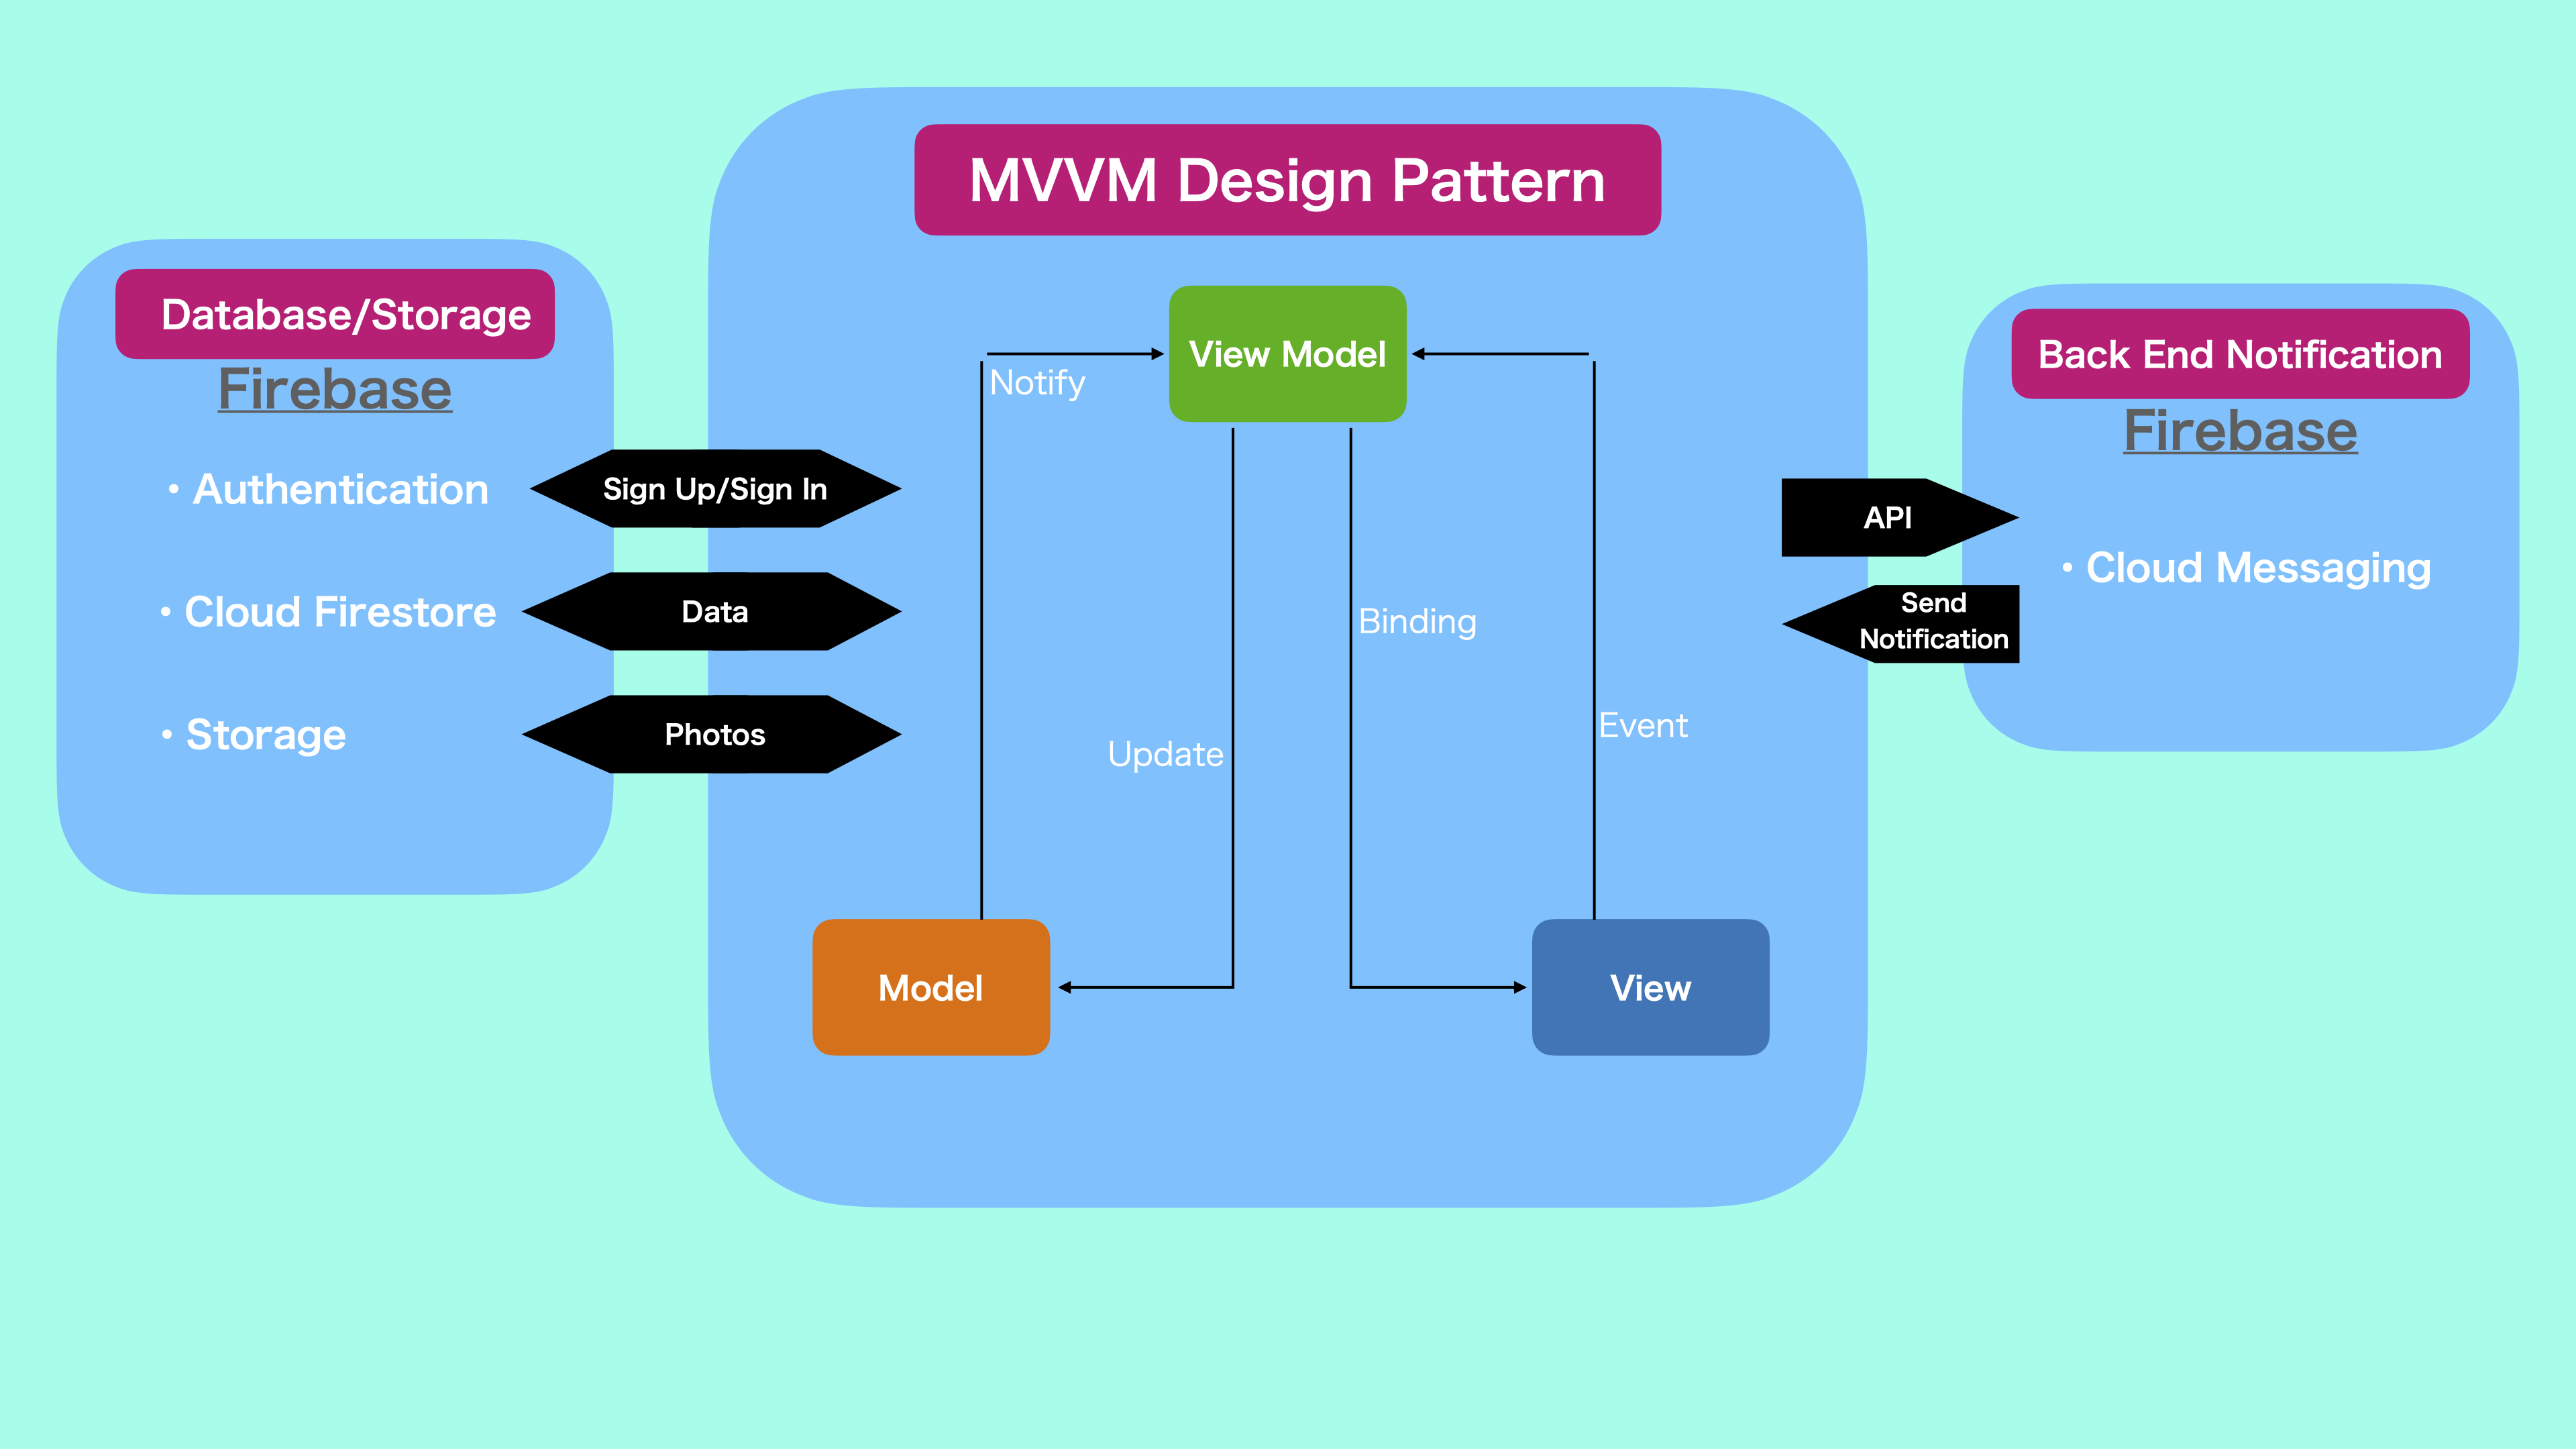 MVVM Design Pattern
Database/Storage
Firebase
・Authentication
・Cloud Firestore
・Storage
Sign Up/Sign In
Data
Photos
View Model
Notify
Update
Binding
Event
Model
View
API
Send
Notification
Back End Notification
Firebase
・Cloud Messaging